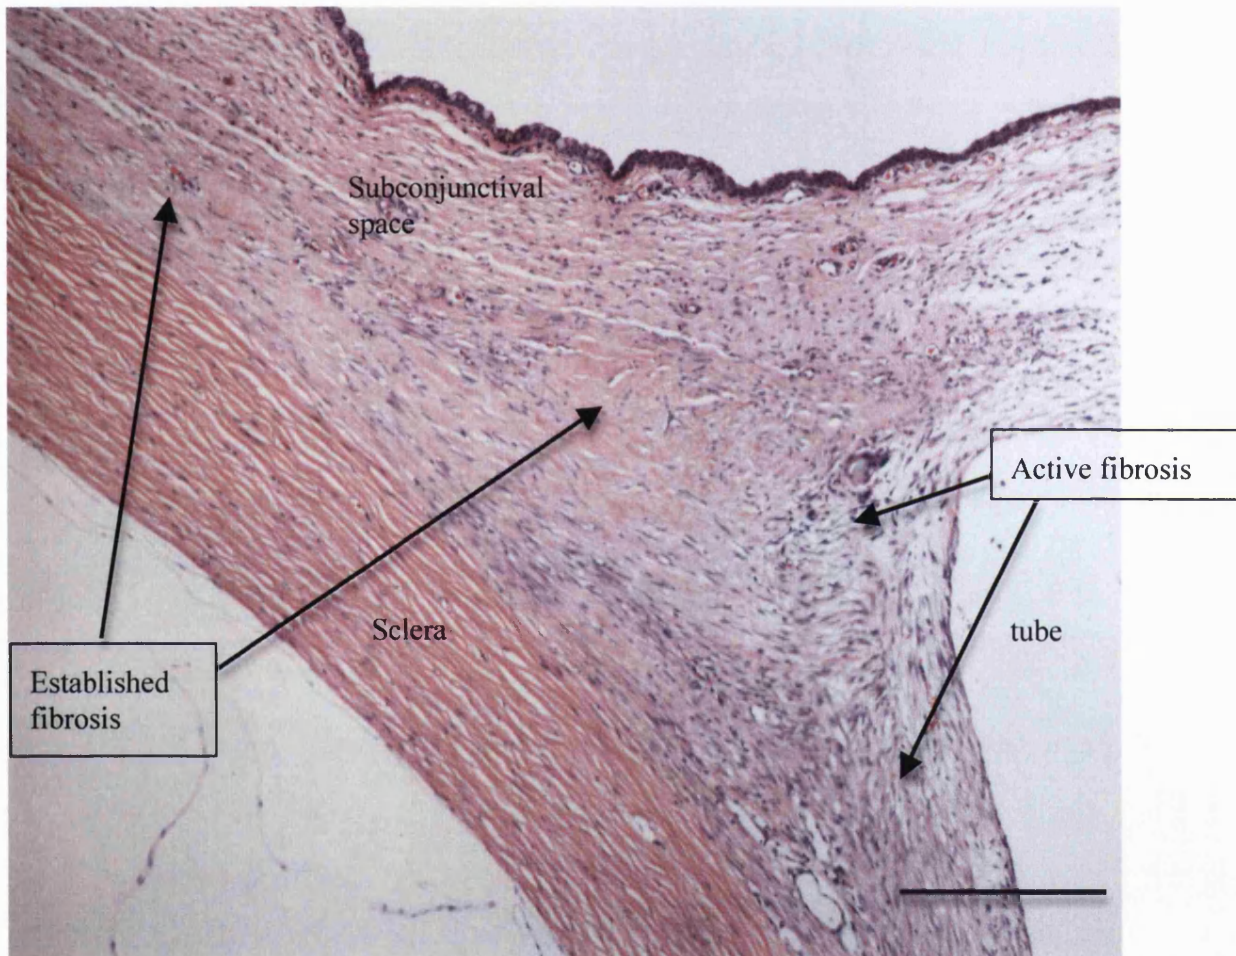 Subconjunctival
space
Active fibrosis
Sclera
tube
Established
fibrosis